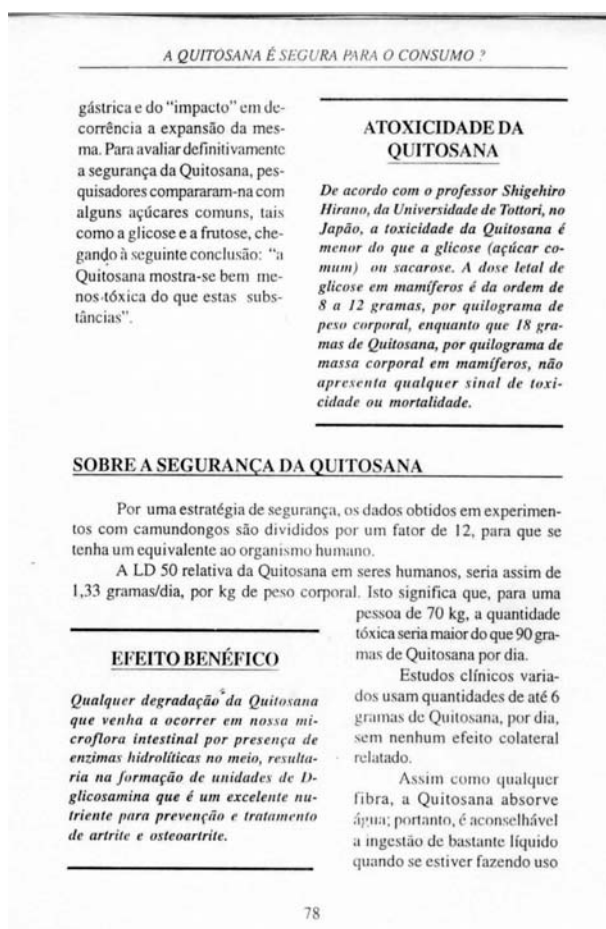 A QUITOSANA É SEGURA PARA O CONSUMO ?
gástrica e do “impacto” em de-
corrência a expansão da mes-
ma. Para avaliar definitivamente
a segurança da Quitosana, pes-
quisadores compararam-na com
alguns açúcares comuns, tais
como a glicose e a frutose, che-
gando à seguinte conclusão: “a
Quitosana mostra-se bem me-
nos tóxica do que estas subs-
tâncias”.
ATOXICIDADE DA
QUITOSANA
De acordo com o professor Shigehiro
Hirano, da Universidade de Tottori, no
Japão, a toxicidade da Quitosana é
menor do que a glicose (açúcar co-
mum) ou sacarose. A dose letal de
glicose em mamíferos é da ordem de
8 a 12 gramas, por quilograma de
peso corporal, enquanto que 18 gra-
mas de Quitosana, por quilograma de
massa corporal em mamíferos, não
apresenta qualquer sinal de toxi-
cidade ou mortalidade.
SOBRE A SEGURANÇA DA QUITOSANA
Por uma estratégia de segurança, os dados obtidos em experimen-
tos com camundongos são divididos por um fator de 12, para que se
tenha um equivalente ao organismo humano.
A LD 50 relativa da Quitosana em seres humanos, seria assim de
1,33 gramas/dia, por kg de peso corporal. Isto significa que, para uma
pessoa de 70 kg, a quantidade
tóxica seria maior do que 90 gra-
mas de Quitosana por dia.
Estudos clínicos varia-
dos usam quantidades de até 6
gramas de Quitosana, por dia,
sem nenhum efeito colateral
relatado.
Assim como qualquer
fibra, a Quitosana absorve
água; portanto, é aconselhável
a ingestão de bastante líquido
quando se estiver fazendo uso
EFEITO BENÉFICO
Qualquer degradação da Quitosana
que venha a ocorrer em nossa mi-
croflora intestinal por presença de
enzimas hidrolíticas no meio, resulta-
ria na formação de unidades de D-
glicosamina que é um excelente nu-
triente para prevenção e tratamento
de artrite e osteoartrite.
78